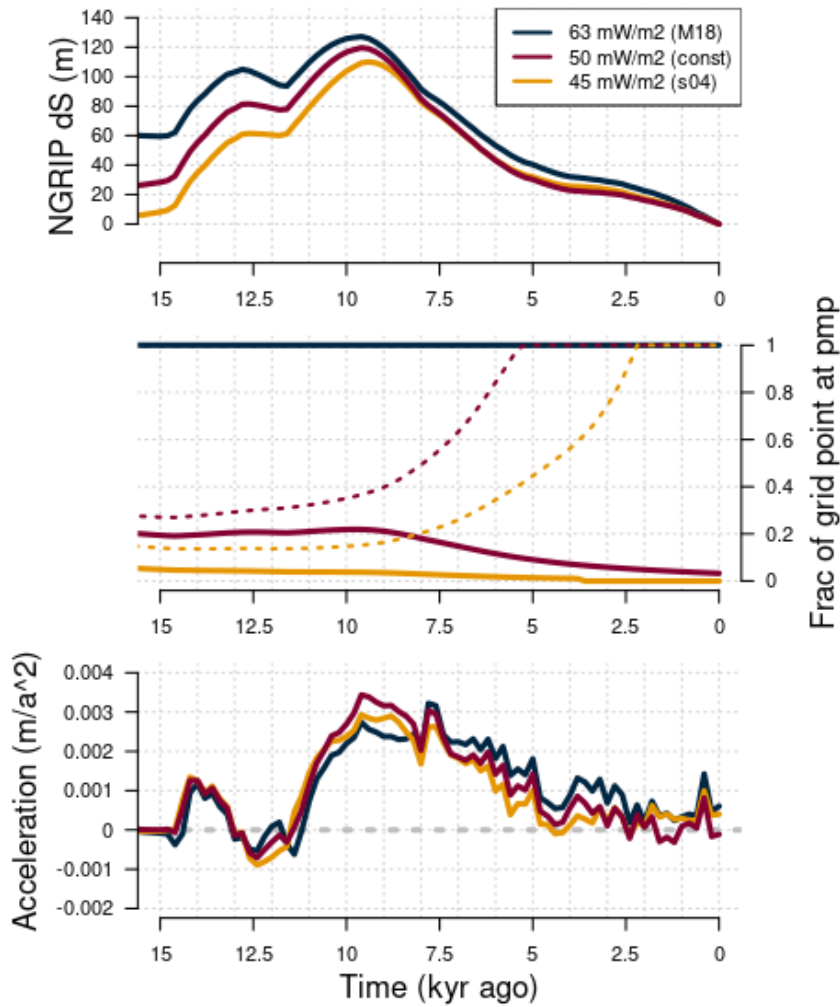 NGRIP dS (m)
140
120
100
80
60
40
20
0
63 mW/m2 (M18)
50 mW/m2 (const)
45 mW/m2 (s04)
15 12.5 10 7.5 5 2.5 0
Frac of grid point at pmp
1
0.8
0.6
0.4
0.2
0
15 12.5 10 7.5 5 2.5 0
Acceleration (m/a^2)
0.004
0.003
0.002
0.001
0
-0.001
-0.002
15 12.5 10 7.5 5 2.5 0
Time (kyr ago)